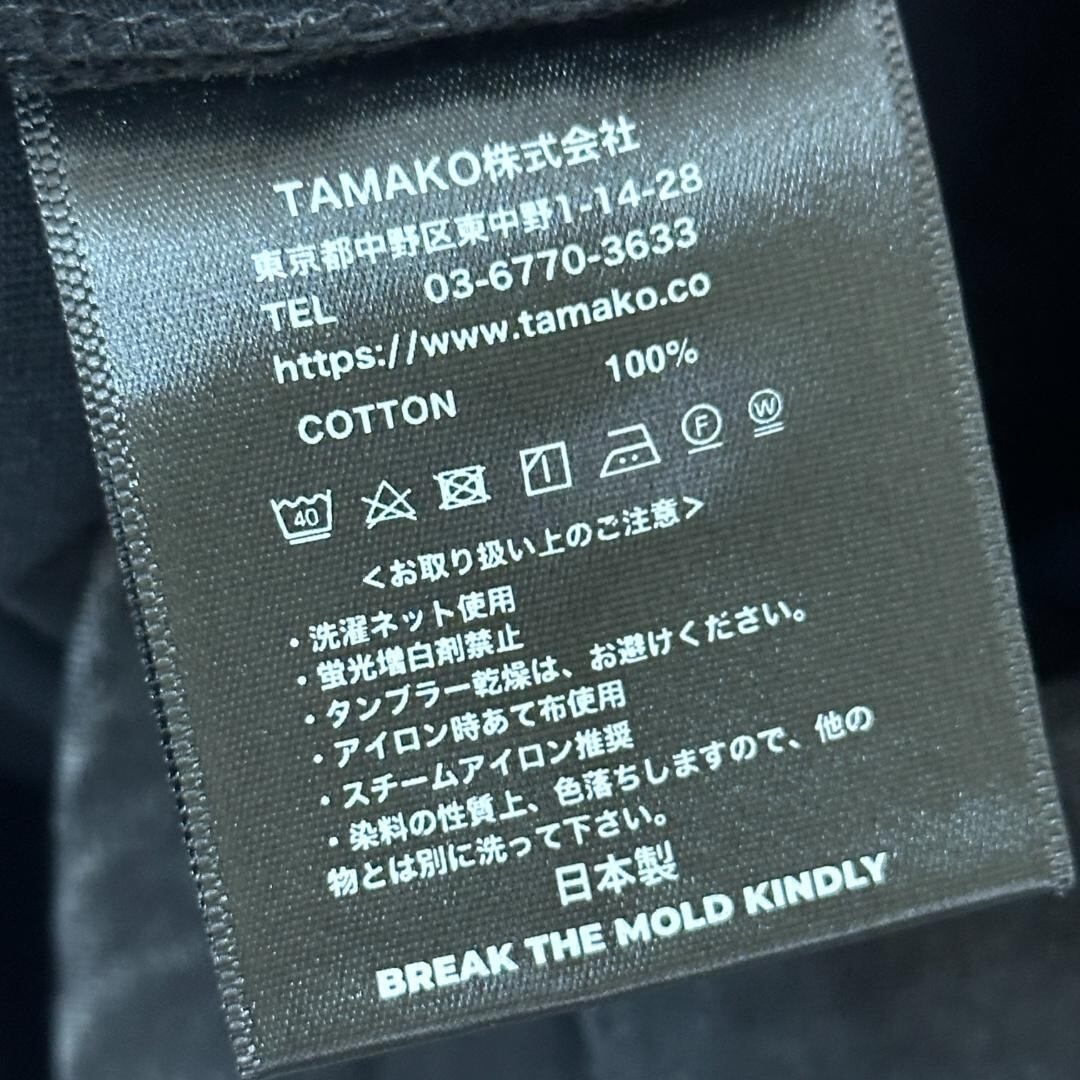 TAMAKO株式会社
東京都中野区東中野1-14-28
TEL 03-6770-3633
https://www.tamako.co
COTTON 100%
40 F W
<お取り扱い上のご注意>
・洗濯ネット使用
・蛍光増白剤禁止
・タンブラー乾燥は、お避けください。
・アイロン時あて布使用
・スチームアイロン推奨
・染料の性質上、色落ちしますので、他の
物とは別に洗って下さい。
日本製
BREAK THE MOLD KINDLY